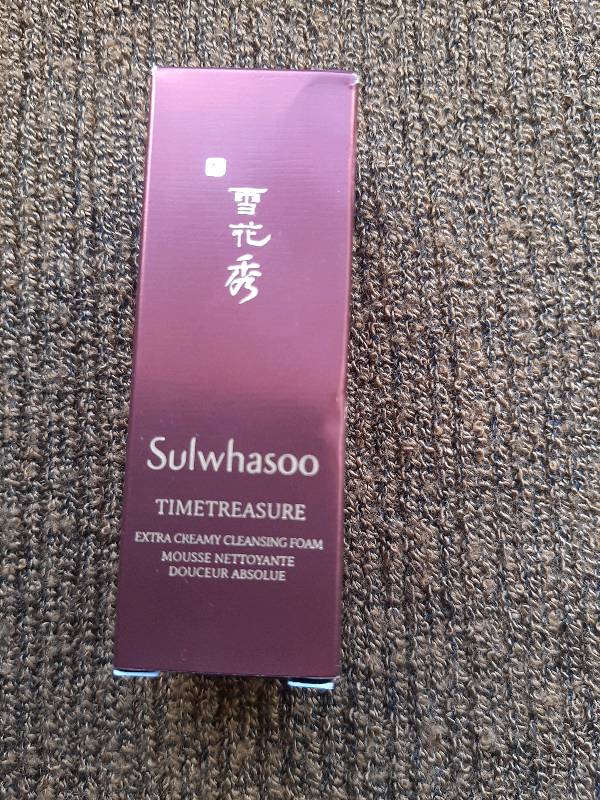 雪
花
秀
Sulwhasoo
TIMETREASURE
EXTRA CREAMY CLEANSING FOAM
MOUSSE NETTOYANTE
DOUCEUR ABSOLUE